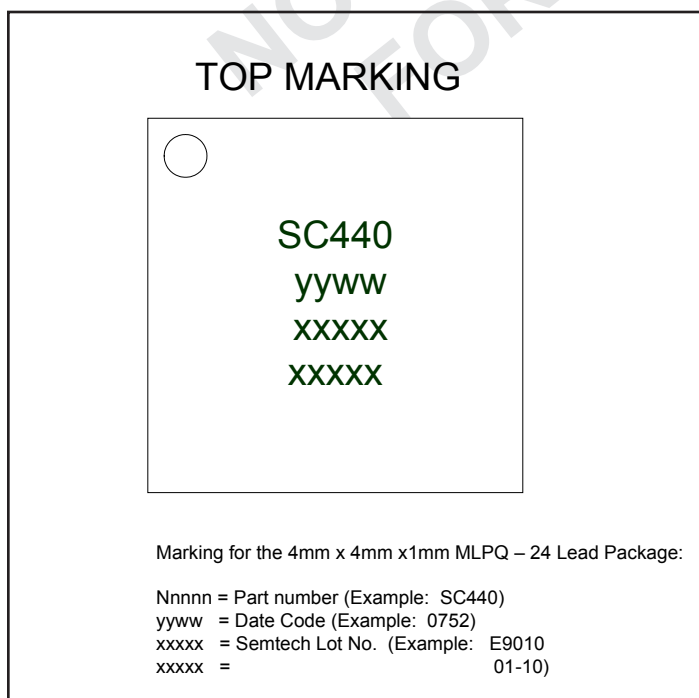 TOP MARKING
SC440
yyww
xxxxx
xxxxx
Marking for the 4mm x 4mm x1mm MLPQ – 24 Lead Package:
Nnnnn = Part number (Example: SC440)
yyww = Date Code (Example: 0752)
xxxxx = Semtech Lot No. (Example: E9010
xxxxx = 01-10)